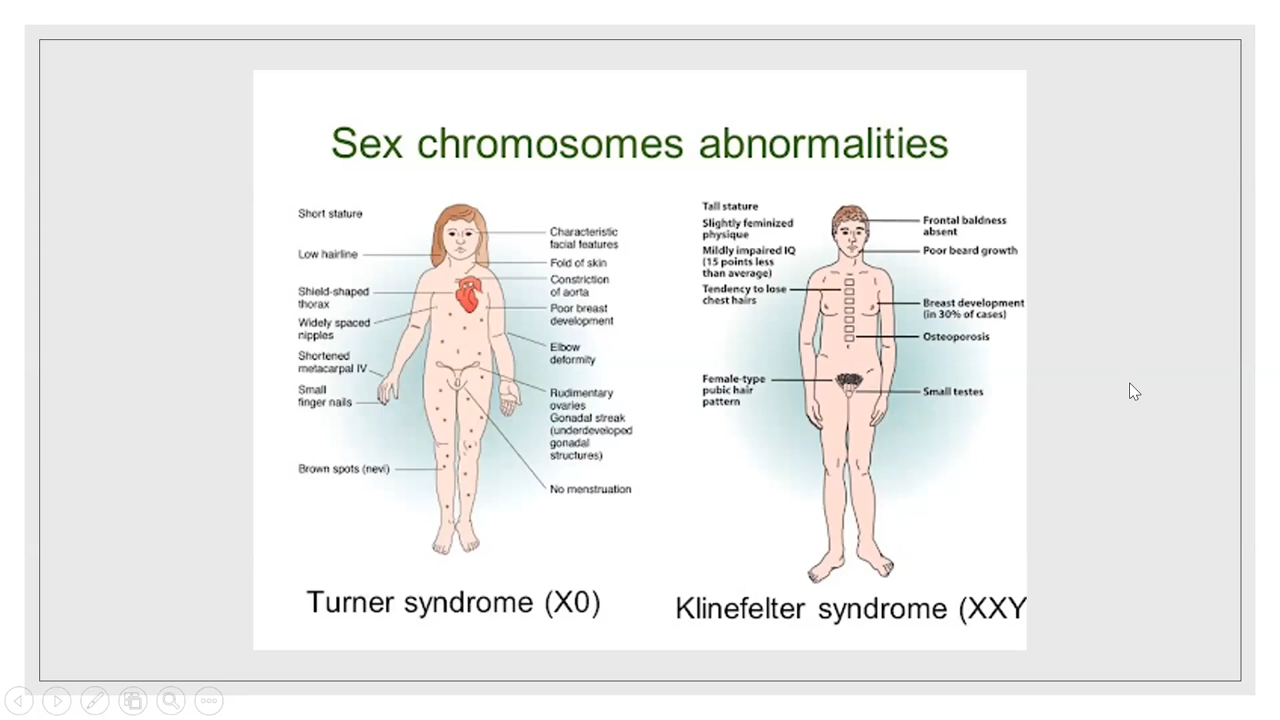 Sex chromosomes abnormalities
Short stature
Low hairline
Shield-shaped
thorax
Widely spaced
nipples
Shortened
metacarpal IV
Small
finger nails
Brown spots (nevi)
Characteristic
facial features
Fold of skin
Constriction
of aorta
Poor breast
development
Elbow
deformity
Rudimentary
ovaries
Gonadal streak
(underdeveloped
gonadal
structures)
No menstruation
Turner syndrome (X0)
Tall stature
Slightly feminized
physique
Mildly impaired IQ
(15 points less
than average)
Tendency to lose
chest hairs
Female-type
pubic hair
pattern
Frontal baldness
absent
Poor beard growth
Breast development
(in 30% of cases)
Osteoporosis
Small testes
Klinefelter syndrome (XXY